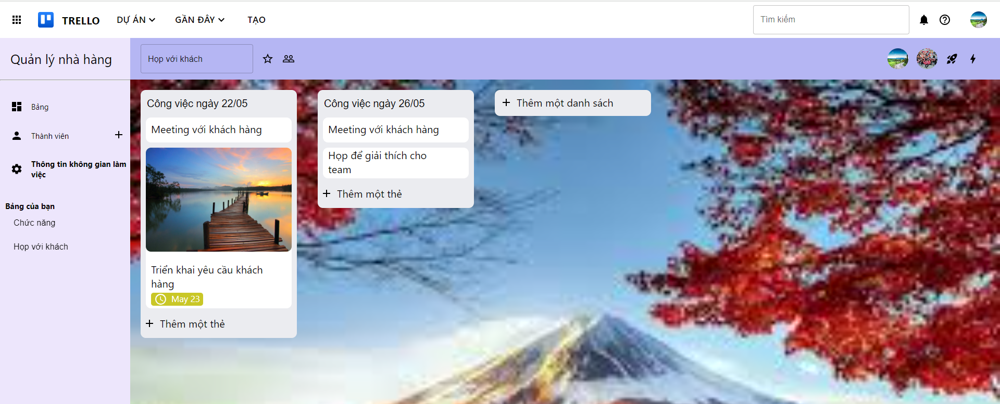 TRELLO
DỰ ÁN
GẦN ĐÂY
TẠO
Tìm kiếm
Quản lý nhà hàng
Họp với khách
Bảng
Thành viên
Thông tin không gian làm
việc
Bảng của bạn
Chức năng
Họp với khách
Công việc ngày 22/05
Meeting với khách hàng
Triển khai yêu cầu khách
hàng
May 23
Thêm một thẻ
Công việc ngày 26/05
Meeting với khách hàng
Họp để giải thích cho
team
Thêm một thẻ
Thêm một danh sách